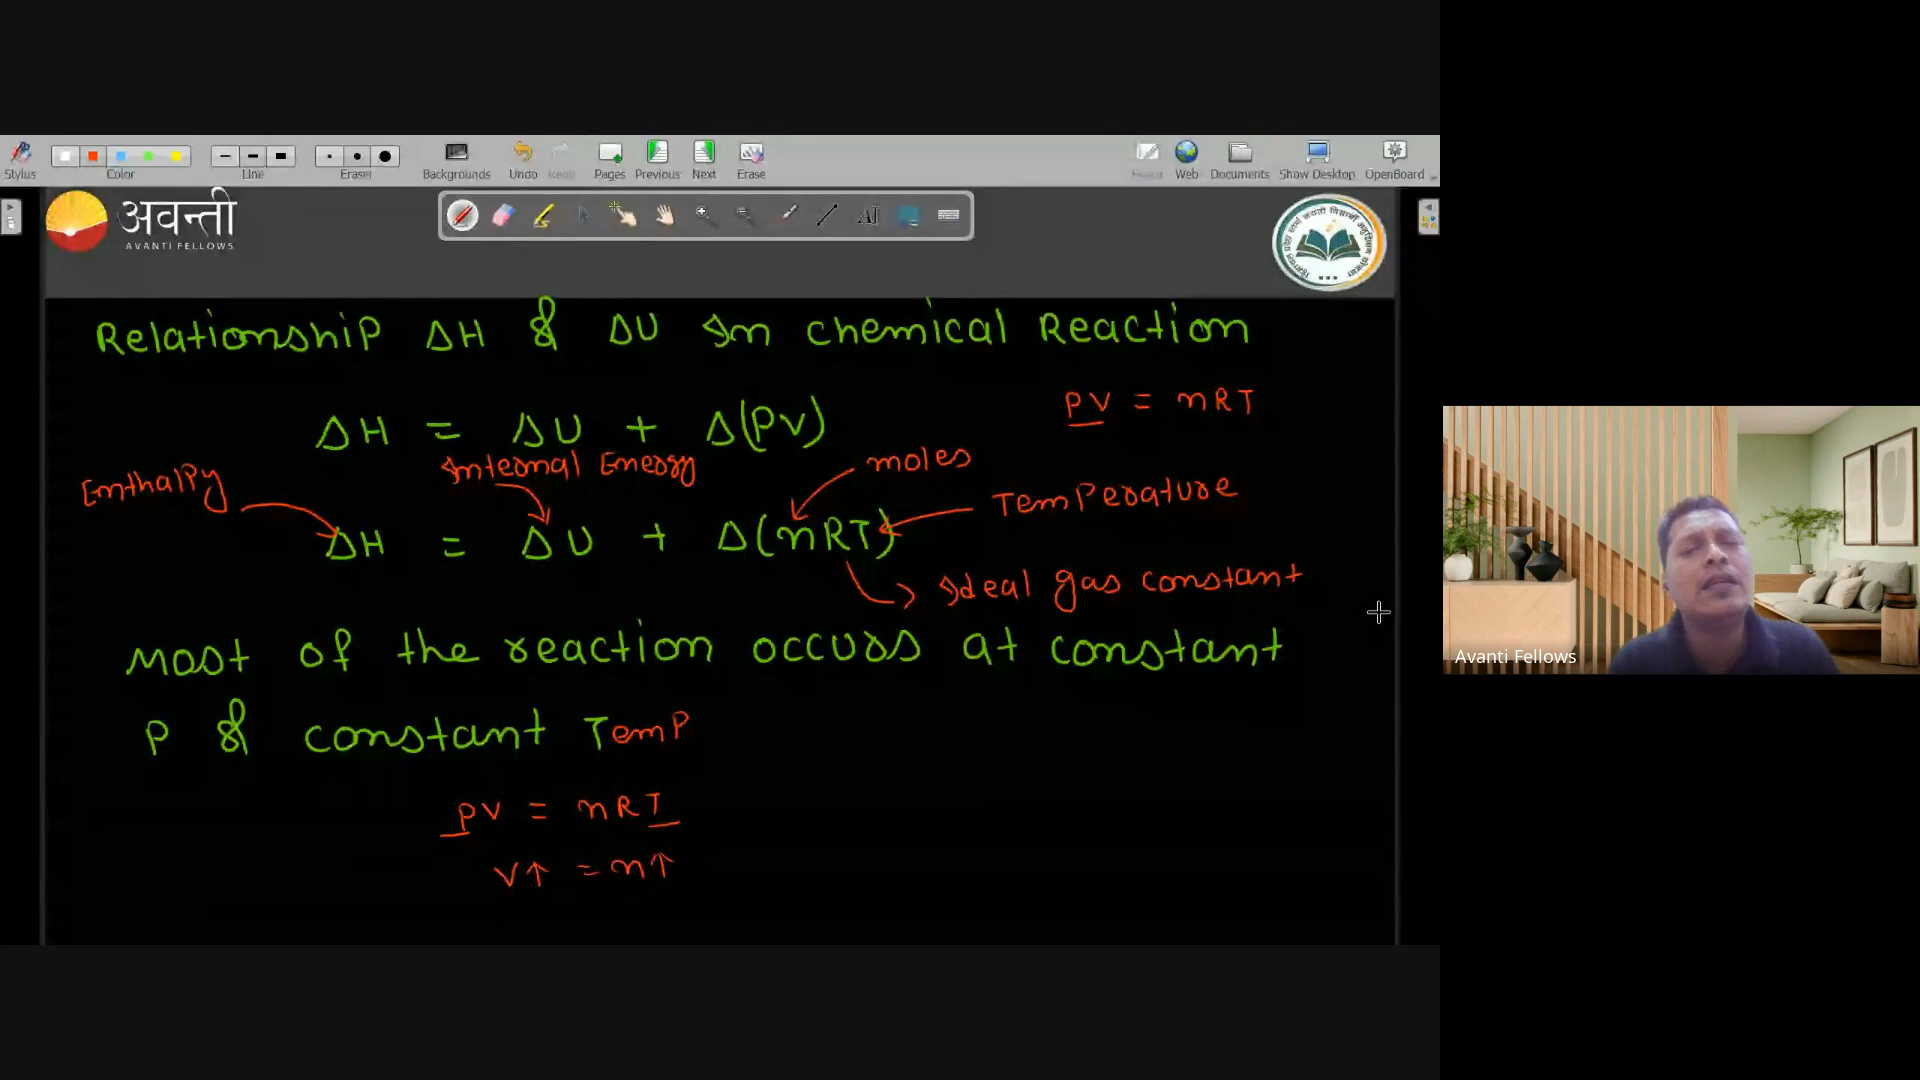 Stylus
Color
Line
Eraser
Backgrounds
Undo
Redo
Pages
Previous
Next
Erase
Board
Web
Documents
Show Desktop
OpenBoard
अवन्ती
AVANTI FELLOWS
Relationship ΔH & ΔU In chemical Reaction
ΔH = ΔU + Δ(PV)
PV = nRT
Enthalpy
Internal Energy
moles
Temperature
ΔH = ΔU + Δ(nRT)
Ideal gas constant
Most of the reaction occurs at constant
P & constant Temp
PV = nRT
V↑ = n↑
Avanti Fellows